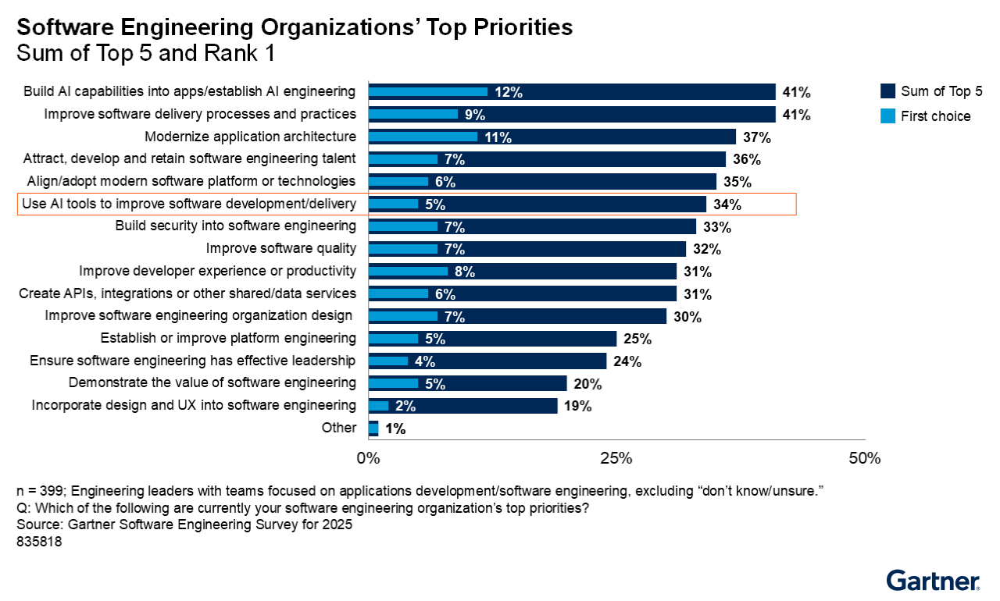 Software Engineering Organizations’ Top Priorities
Sum of Top 5 and Rank 1
Build AI capabilities into apps/establish AI engineering 12% 41%
Improve software delivery processes and practices 9% 41%
Modernize application architecture 11% 37%
Attract, develop and retain software engineering talent 7% 36%
Align/adopt modern software platform or technologies 6% 35%
Use AI tools to improve software development/delivery 5% 34%
Build security into software engineering 7% 33%
Improve software quality 7% 32%
Improve developer experience or productivity 8% 31%
Create APIs, integrations or other shared/data services 6% 31%
Improve software engineering organization design 7% 30%
Establish or improve platform engineering 5% 25%
Ensure software engineering has effective leadership 4% 24%
Demonstrate the value of software engineering 5% 20%
Incorporate design and UX into software engineering 2% 19%
Other 1%
0% 25% 50%
Sum of Top 5
First choice
n = 399; Engineering leaders with teams focused on applications development/software engineering, excluding “don’t know/unsure.”
Q: Which of the following are currently your software engineering organization’s top priorities?
Source: Gartner Software Engineering Survey for 2025
835818
Gartner®